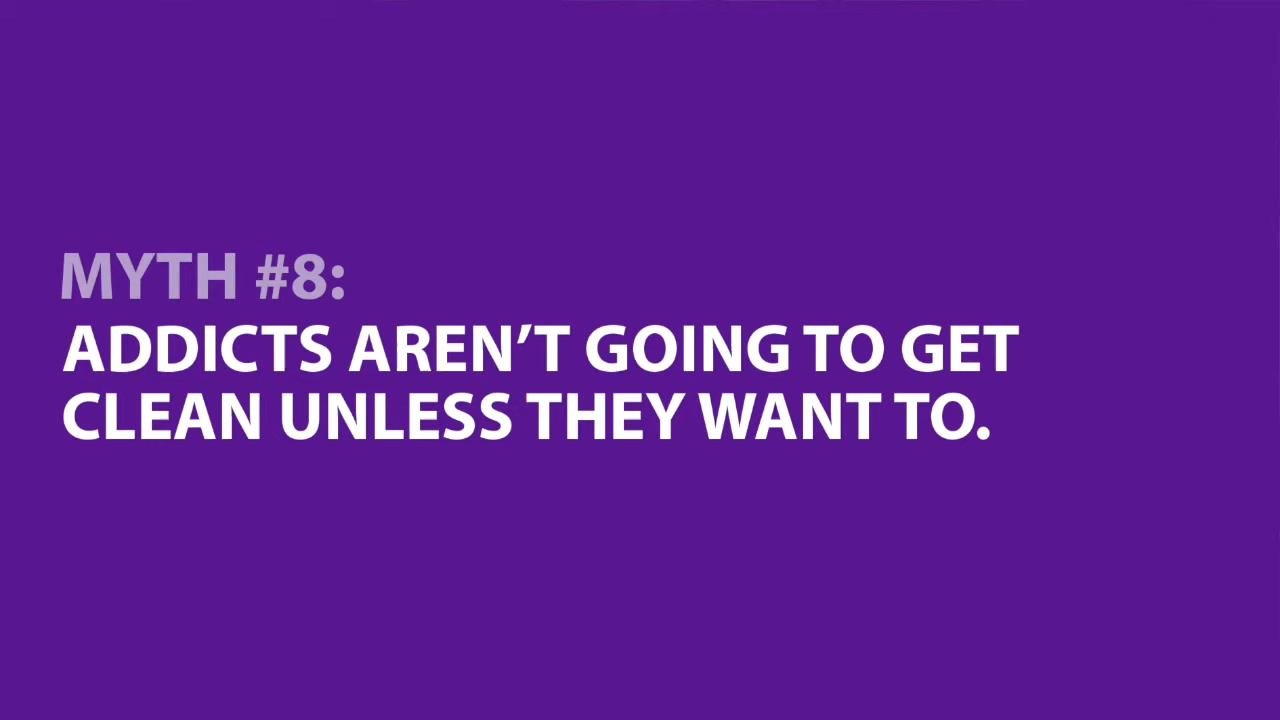 MYTH #8:
ADDICTS AREN’T GOING TO GET
CLEAN UNLESS THEY WANT TO.